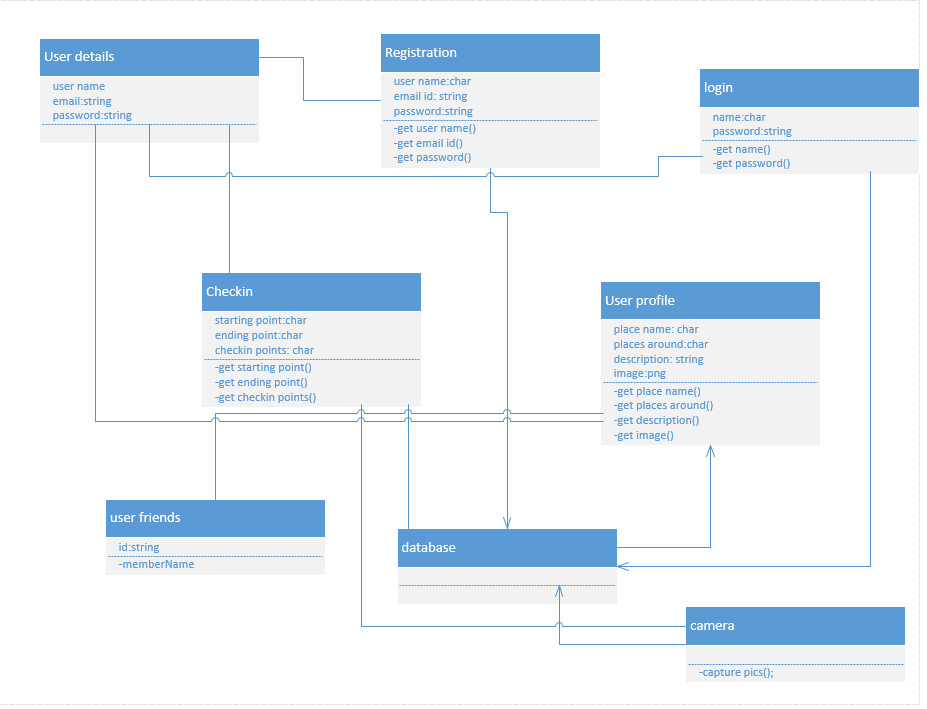 User details
user name
email:string
password:string
Registration
user name:char
email id: string
password:string
-get user name()
-get email id()
-get password()
login
name:char
password:string
-get name()
-get password()
Checkin
starting point:char
ending point:char
checkin points: char
-get starting point()
-get ending point()
-get checkin points()
User profile
place name: char
places around:char
description: string
image:png
-get place name()
-get places around()
-get description()
-get image()
user friends
id:string
-memberName
database
camera
-capture pics();